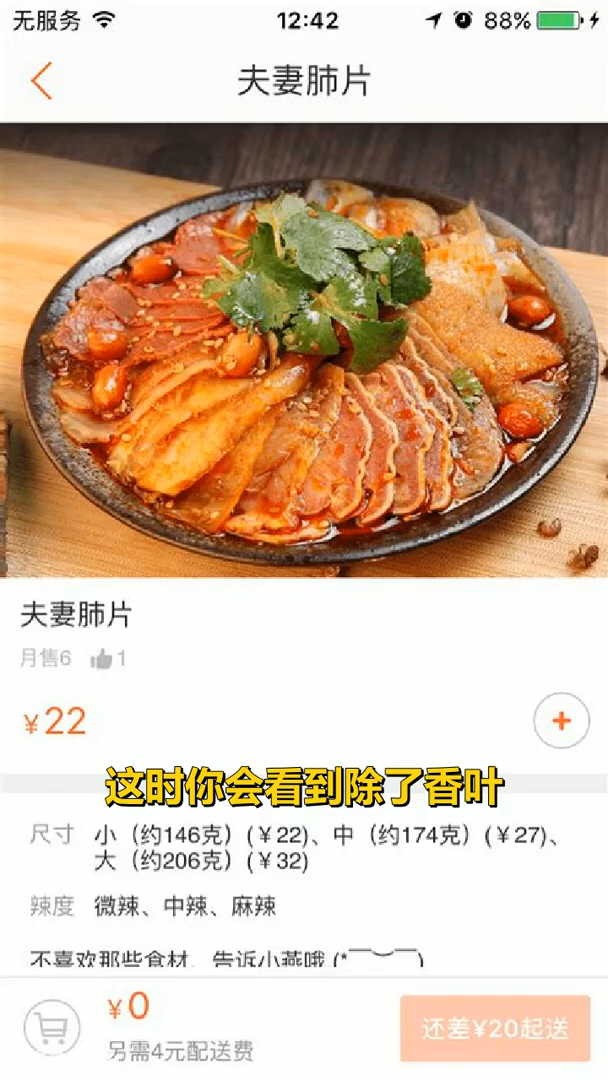 无服务 12:42 88%
夫妻肺片
夫妻肺片
月售6 1
¥22
这时你会看到除了香叶
尺寸 小（约146克）(￥22)、中（约174克）(￥27)、
大（约206克）(￥32)
辣度 微辣、中辣、麻辣
不喜欢那些食材，告诉小燕哦 (*￣︶￣)
¥0
另需4元配送费
还差¥20起送